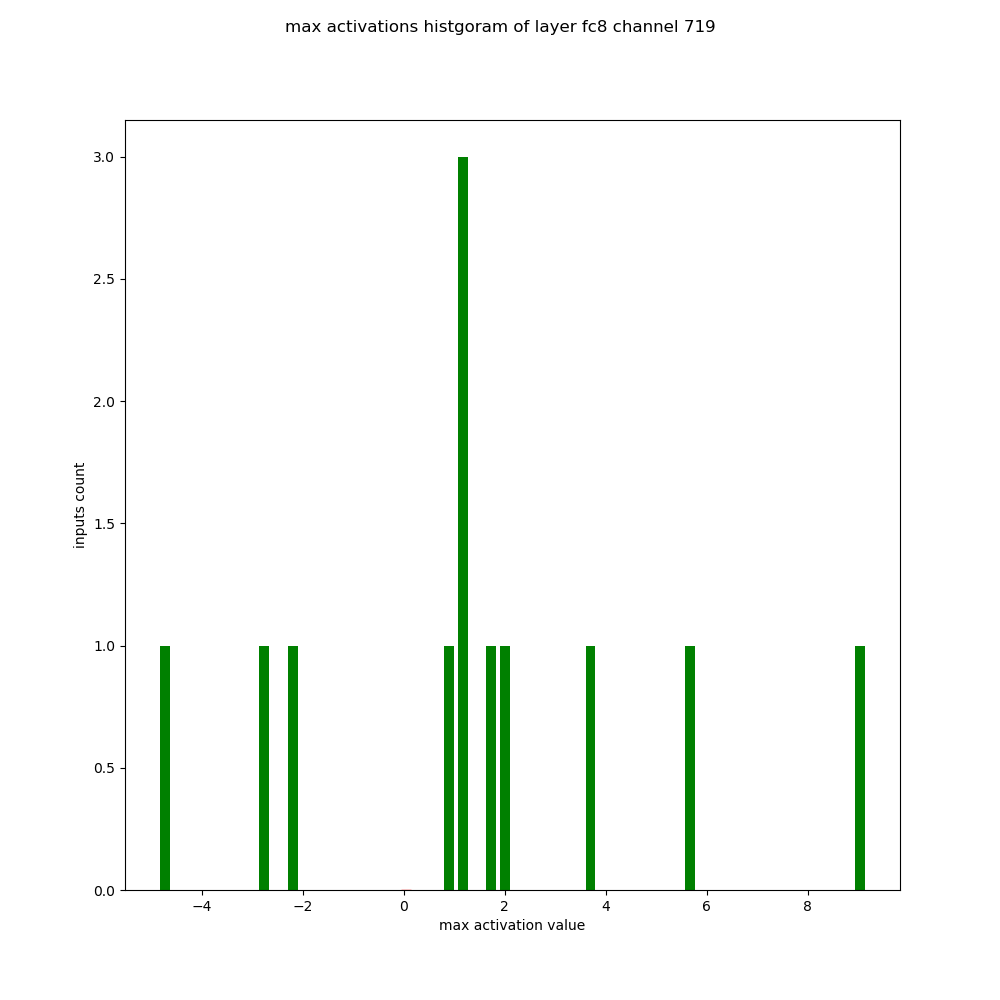 max activations histgoram of layer fc8 channel 719
3.0
2.5
2.0
1.5
1.0
0.5
0.0
inputs count
−4 −2 0 2 4 6 8
max activation value